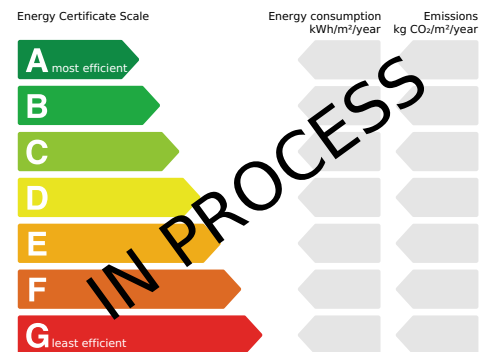 Energy Certificate Scale
Energy consumption
kWh/m²/year
Emissions
kg CO₂/m²/year
A most efficient
B
C
D
E
F
G least efficient
IN PROCESS